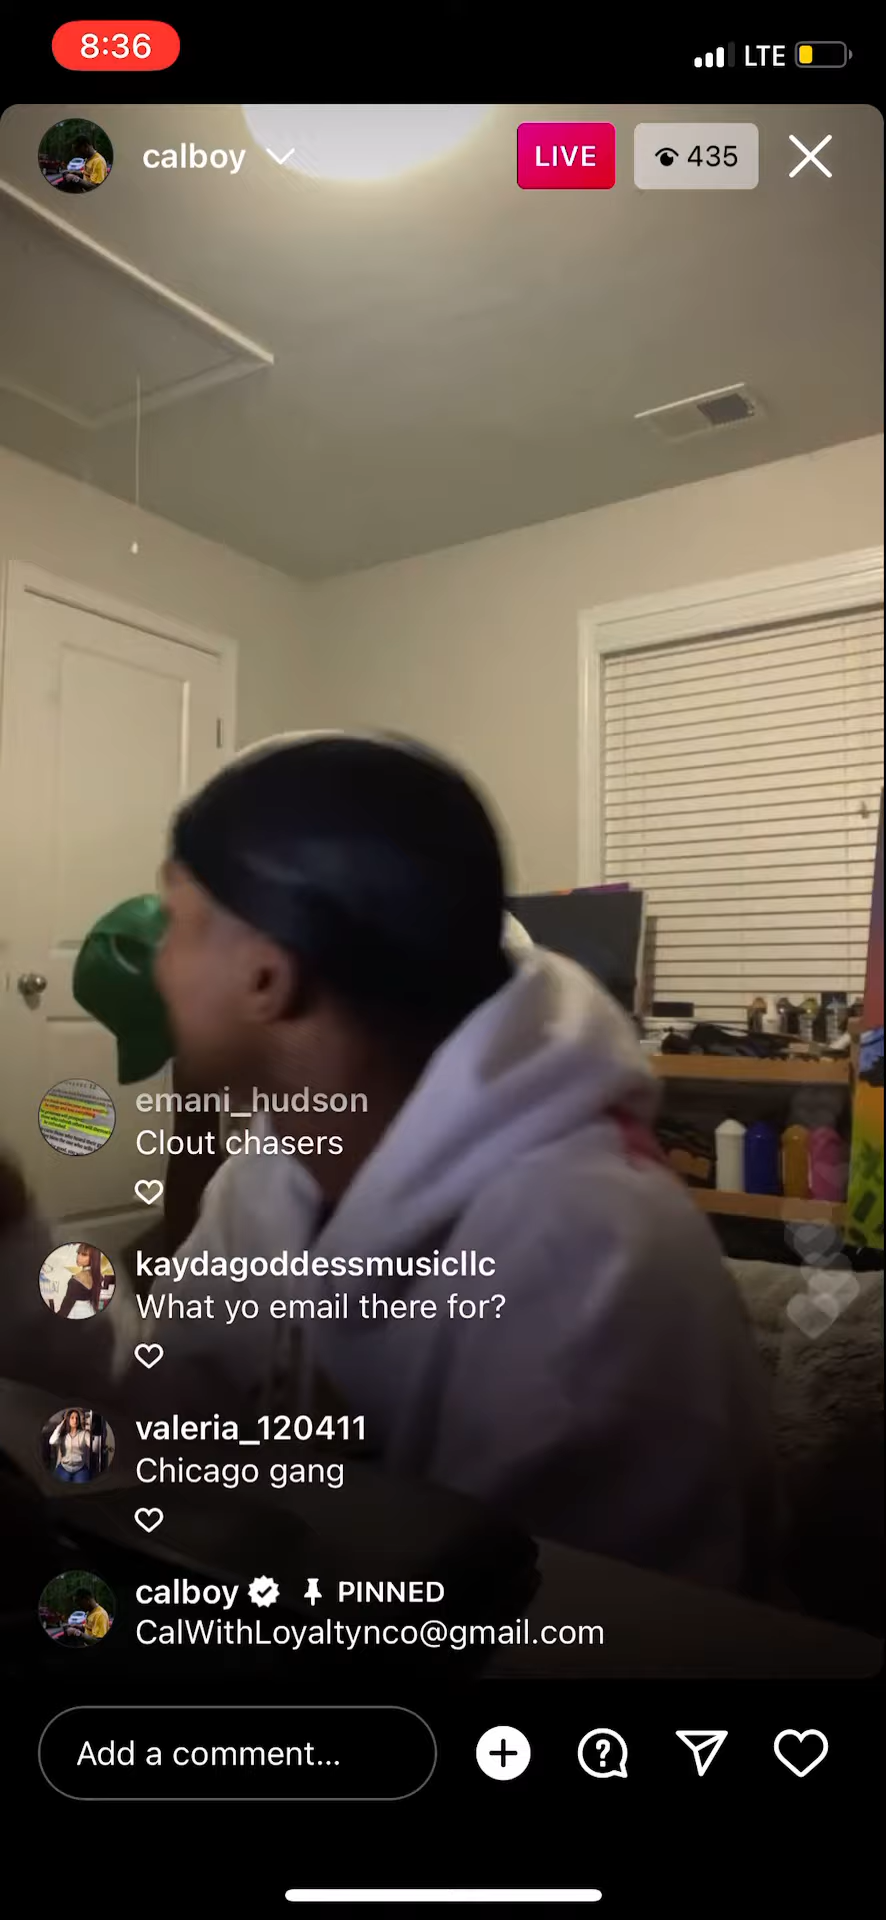 8:36
LTE
calboy
LIVE
435
emani_hudson
Clout chasers
kaydagoddessmusicllc
What yo email there for?
valeria_120411
Chicago gang
calboy PINNED
CalWithLoyaltynco@gmail.com
Add a comment...